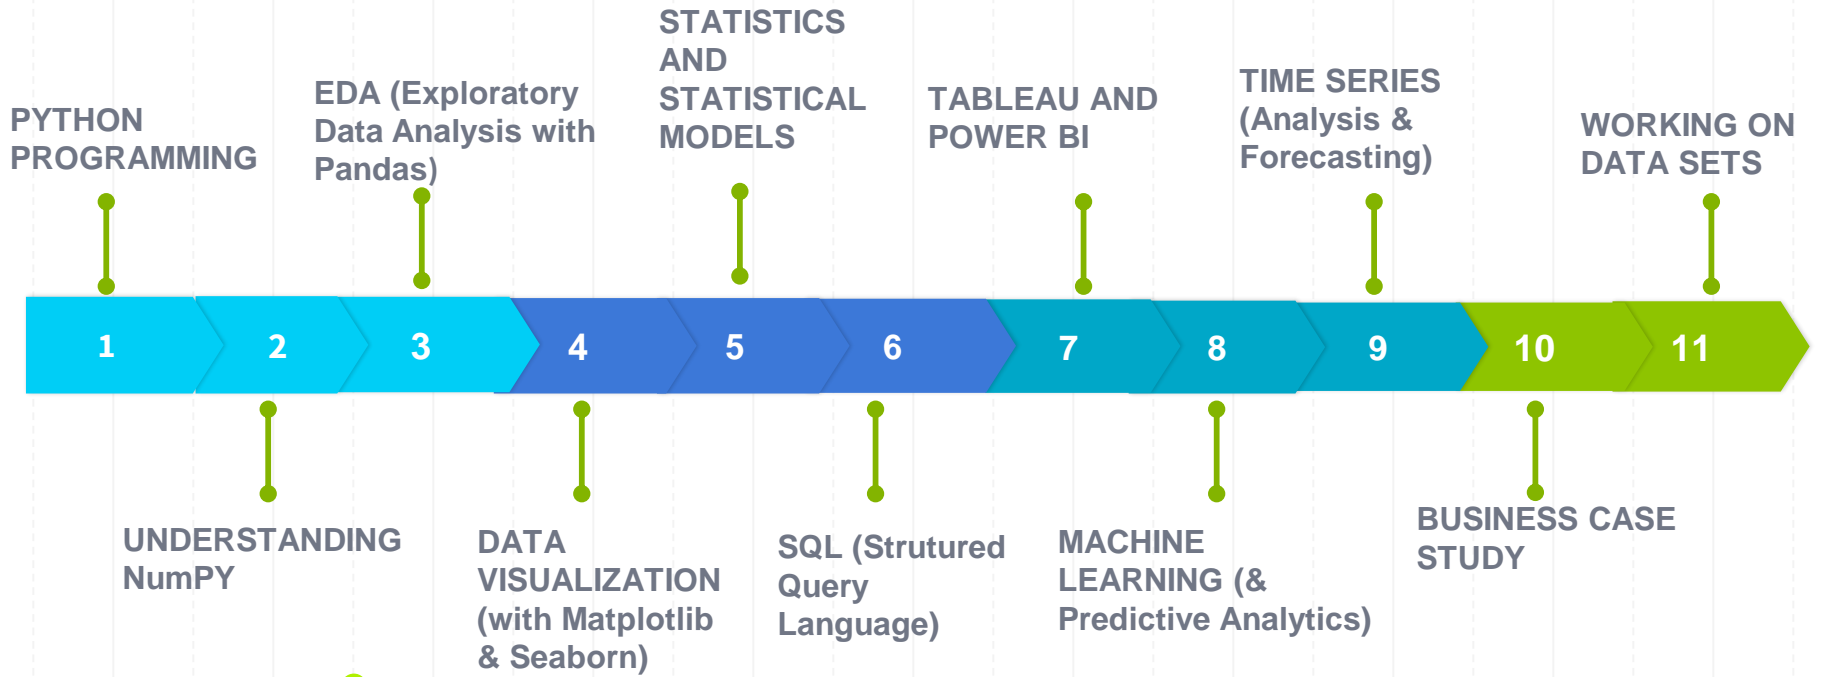 STATISTICS
AND
STATISTICAL
MODELS
EDA (Exploratory
Data Analysis with
Pandas)
TIME SERIES
(Analysis &
Forecasting)
TABLEAU AND
POWER BI
PYTHON
PROGRAMMING
WORKING ON
DATA SETS
1
2
3
4
5
6
7
8
9
10
11
UNDERSTANDING
NumPY
DATA
VISUALIZATION
(with Matplotlib
& Seaborn)
SQL (Strutured
Query
Language)
MACHINE
LEARNING (&
Predictive Analytics)
BUSINESS CASE
STUDY